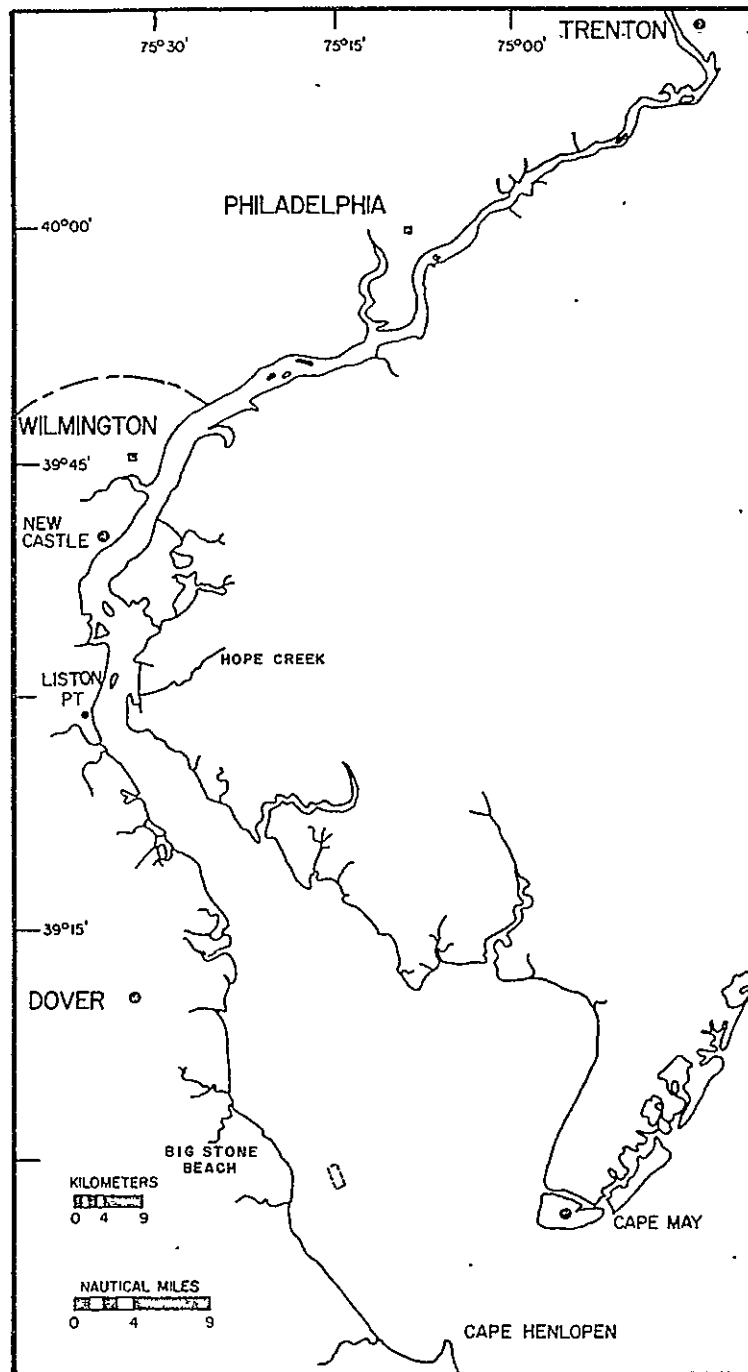 75°30'
75°15'
75°00'
TRENTON
PHILADELPHIA
40°00'
WILMINGTON
39°45'
NEW
CASTLE
HOPE CREEK
LISTON
PT
39°15'
DOVER
BIG STONE
BEACH
KILOMETERS
0 4 9
CAPE MAY
NAUTICAL MILES
0 4 9
CAPE HENLOPEN